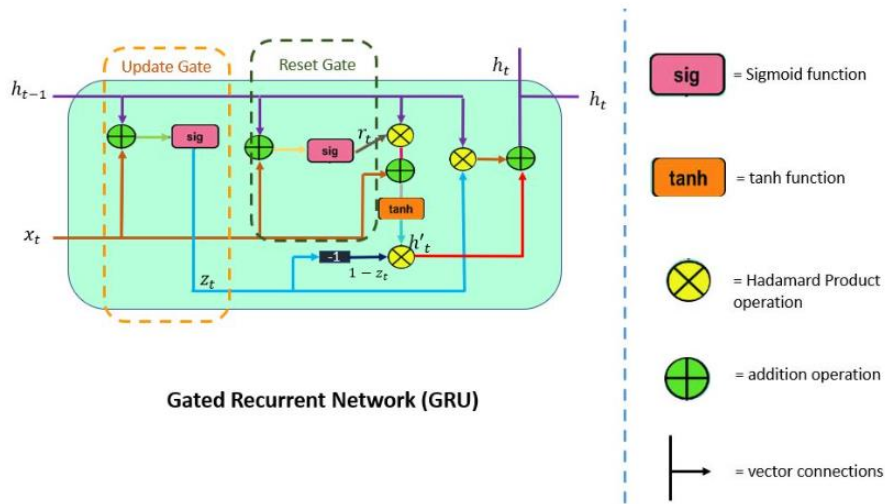 Update Gate
Reset Gate
h_t
h_{t-1}
h_t
sig
sig
r_t
tanh
x_t
h'_t
-1
1 − z_t
z_t
Gated Recurrent Network (GRU)
sig
= Sigmoid function
tanh
= tanh function
= Hadamard Product
operation
= addition operation
= vector connections